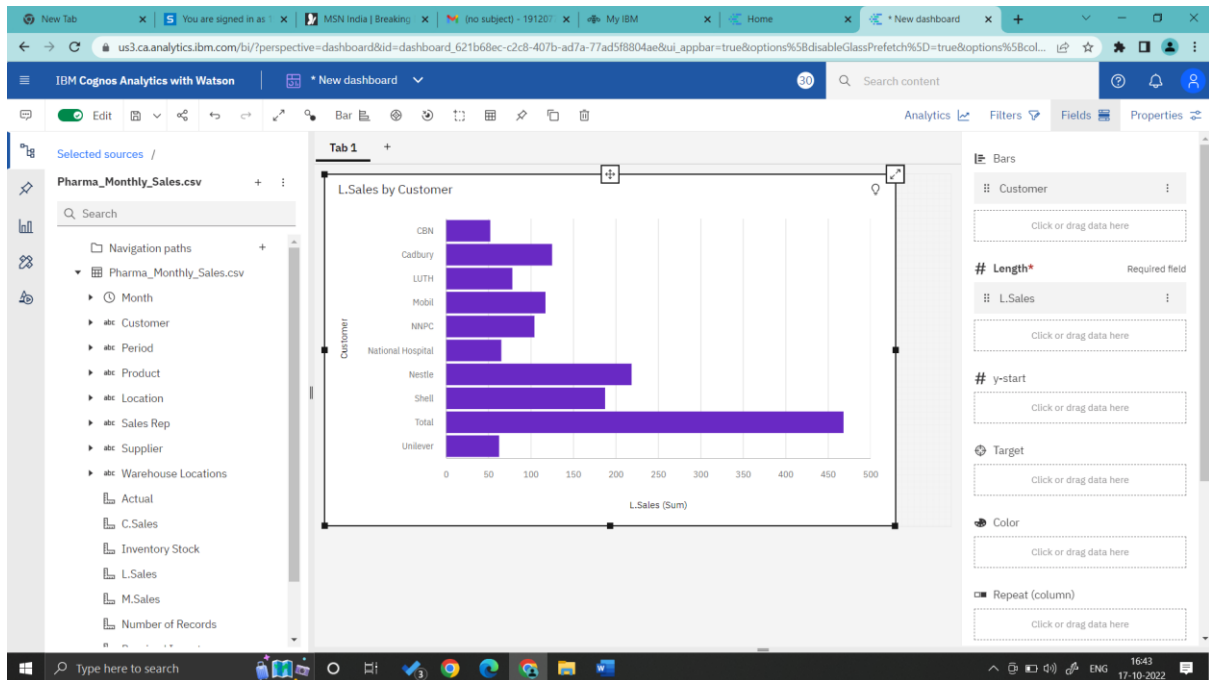 New Tab
You are signed in as
MSN India | Breaking
(no subject) - 191207
My IBM
Home
* New dashboard
us3.ca.analytics.ibm.com/bi/?perspective=dashboard&id=dashboard_621b68ec-c2c8-407b-ad7a-77ad5f8804ae&ui_appbar=true&options%5BdisableGlassPrefetch%5D=true&options%5Bcol...
IBM Cognos Analytics with Watson
* New dashboard
30
Search content
Edit
Bar
Analytics
Filters
Fields
Properties
Selected sources /
Pharma_Monthly_Sales.csv
Search
Navigation paths
Pharma_Monthly_Sales.csv
Month
abc Customer
abc Period
abc Product
abc Location
abc Sales Rep
abc Supplier
abc Warehouse Locations
Actual
C.Sales
Inventory Stock
L.Sales
M.Sales
Number of Records
Tab 1
L.Sales by Customer
Customer
CBN
Cadbury
LUTH
Mobil
NNPC
National Hospital
Nestle
Shell
Total
Unilever
0 50 100 150 200 250 300 350 400 450 500
L.Sales (Sum)
Bars
Customer
Click or drag data here
# Length* Required field
L.Sales
Click or drag data here
# y-start
Click or drag data here
Target
Click or drag data here
Color
Click or drag data here
Repeat (column)
Click or drag data here
Type here to search
3
ENG
16:43
17-10-2022